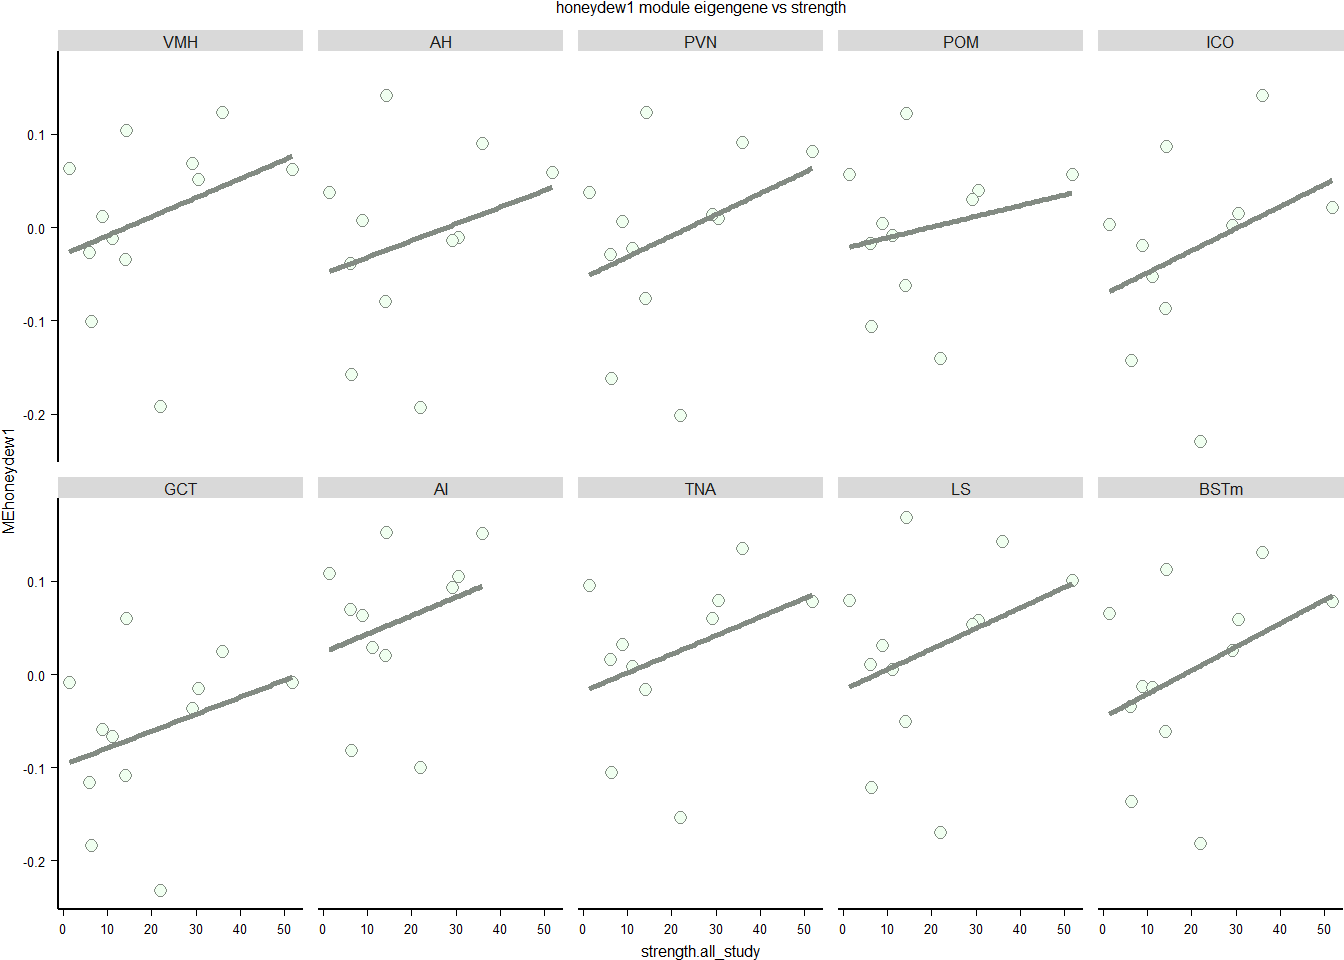 honeydew1 module eigengene vs strength
VMH AH PVN POM ICO
0.1
0.0
-0.1
-0.2
MEhoneydew1
GCT AI TNA LS BSTm
0.1
0.0
-0.1
-0.2
0 10 20 30 40 50 0 10 20 30 40 50 0 10 20 30 40 50 0 10 20 30 40 50 0 10 20 30 40 50
strength.all_study